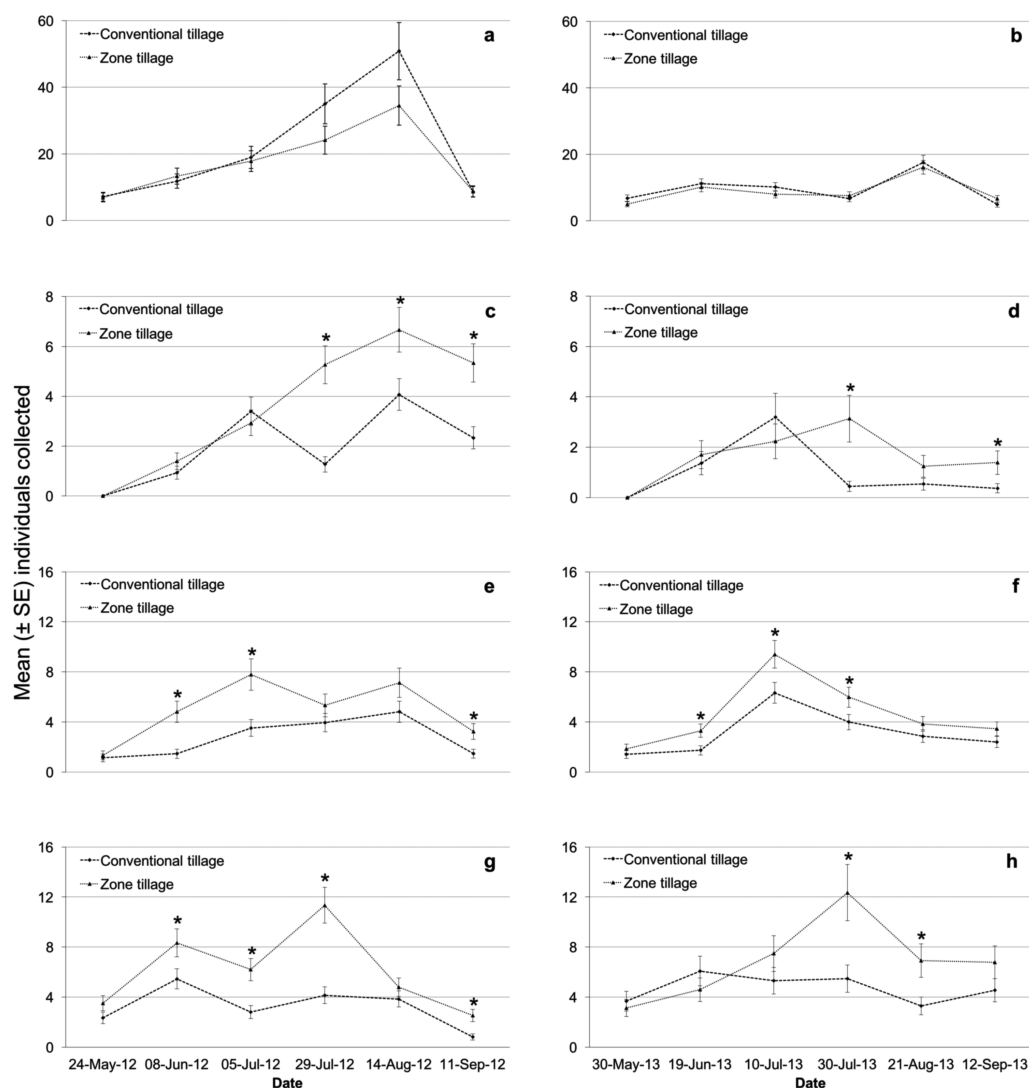 Mean (± SE) individuals collected
60
40
20
0
Conventional tillage
Zone tillage
a
60
40
20
0
Conventional tillage
Zone tillage
b
8
6
4
2
0
Conventional tillage
Zone tillage
c
*
*
*
8
6
4
2
0
Conventional tillage
Zone tillage
d
*
*
16
12
8
4
0
Conventional tillage
Zone tillage
e
*
*
*
16
12
8
4
0
Conventional tillage
Zone tillage
f
*
*
*
16
12
8
4
0
Conventional tillage
Zone tillage
g
*
*
*
*
24-May-12 08-Jun-12 05-Jul-12 29-Jul-12 14-Aug-12 11-Sep-12
Date
16
12
8
4
0
Conventional tillage
Zone tillage
h
*
*
30-May-13 19-Jun-13 10-Jul-13 30-Jul-13 21-Aug-13 12-Sep-13
Date